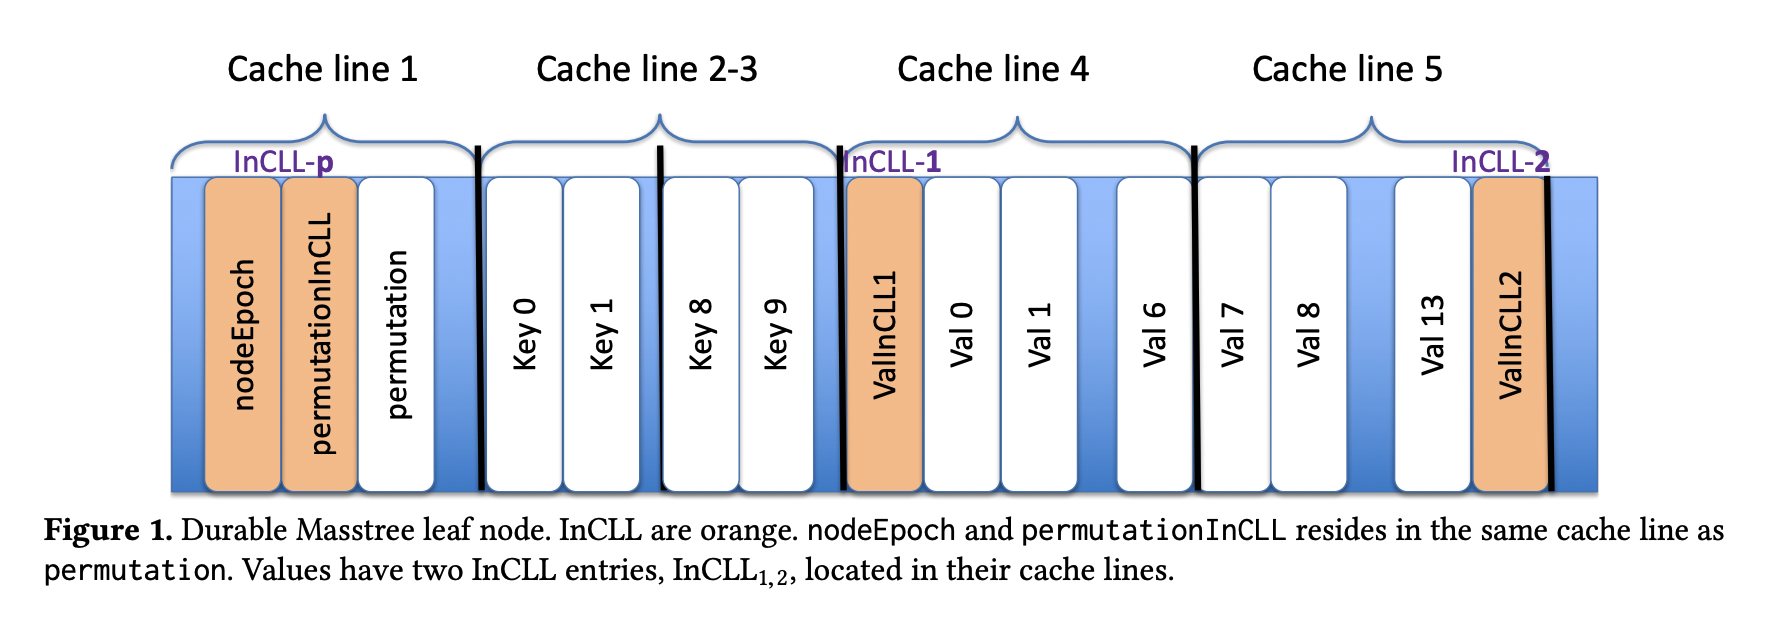 Cache line 1 Cache line 2-3 Cache line 4 Cache line 5
InCLL-p InCLL-1 InCLL-2
nodeEpoch
permutationInCLL
permutation
Key 0
Key 1
Key 8
Key 9
ValInCLL1
Val 0
Val 1
Val 6
Val 7
Val 8
Val 13
ValInCLL2
Figure 1. Durable Masstree leaf node. InCLL are orange. nodeEpoch and permutationInCLL resides in the same cache line as
permutation. Values have two InCLL entries, InCLL1,2, located in their cache lines.